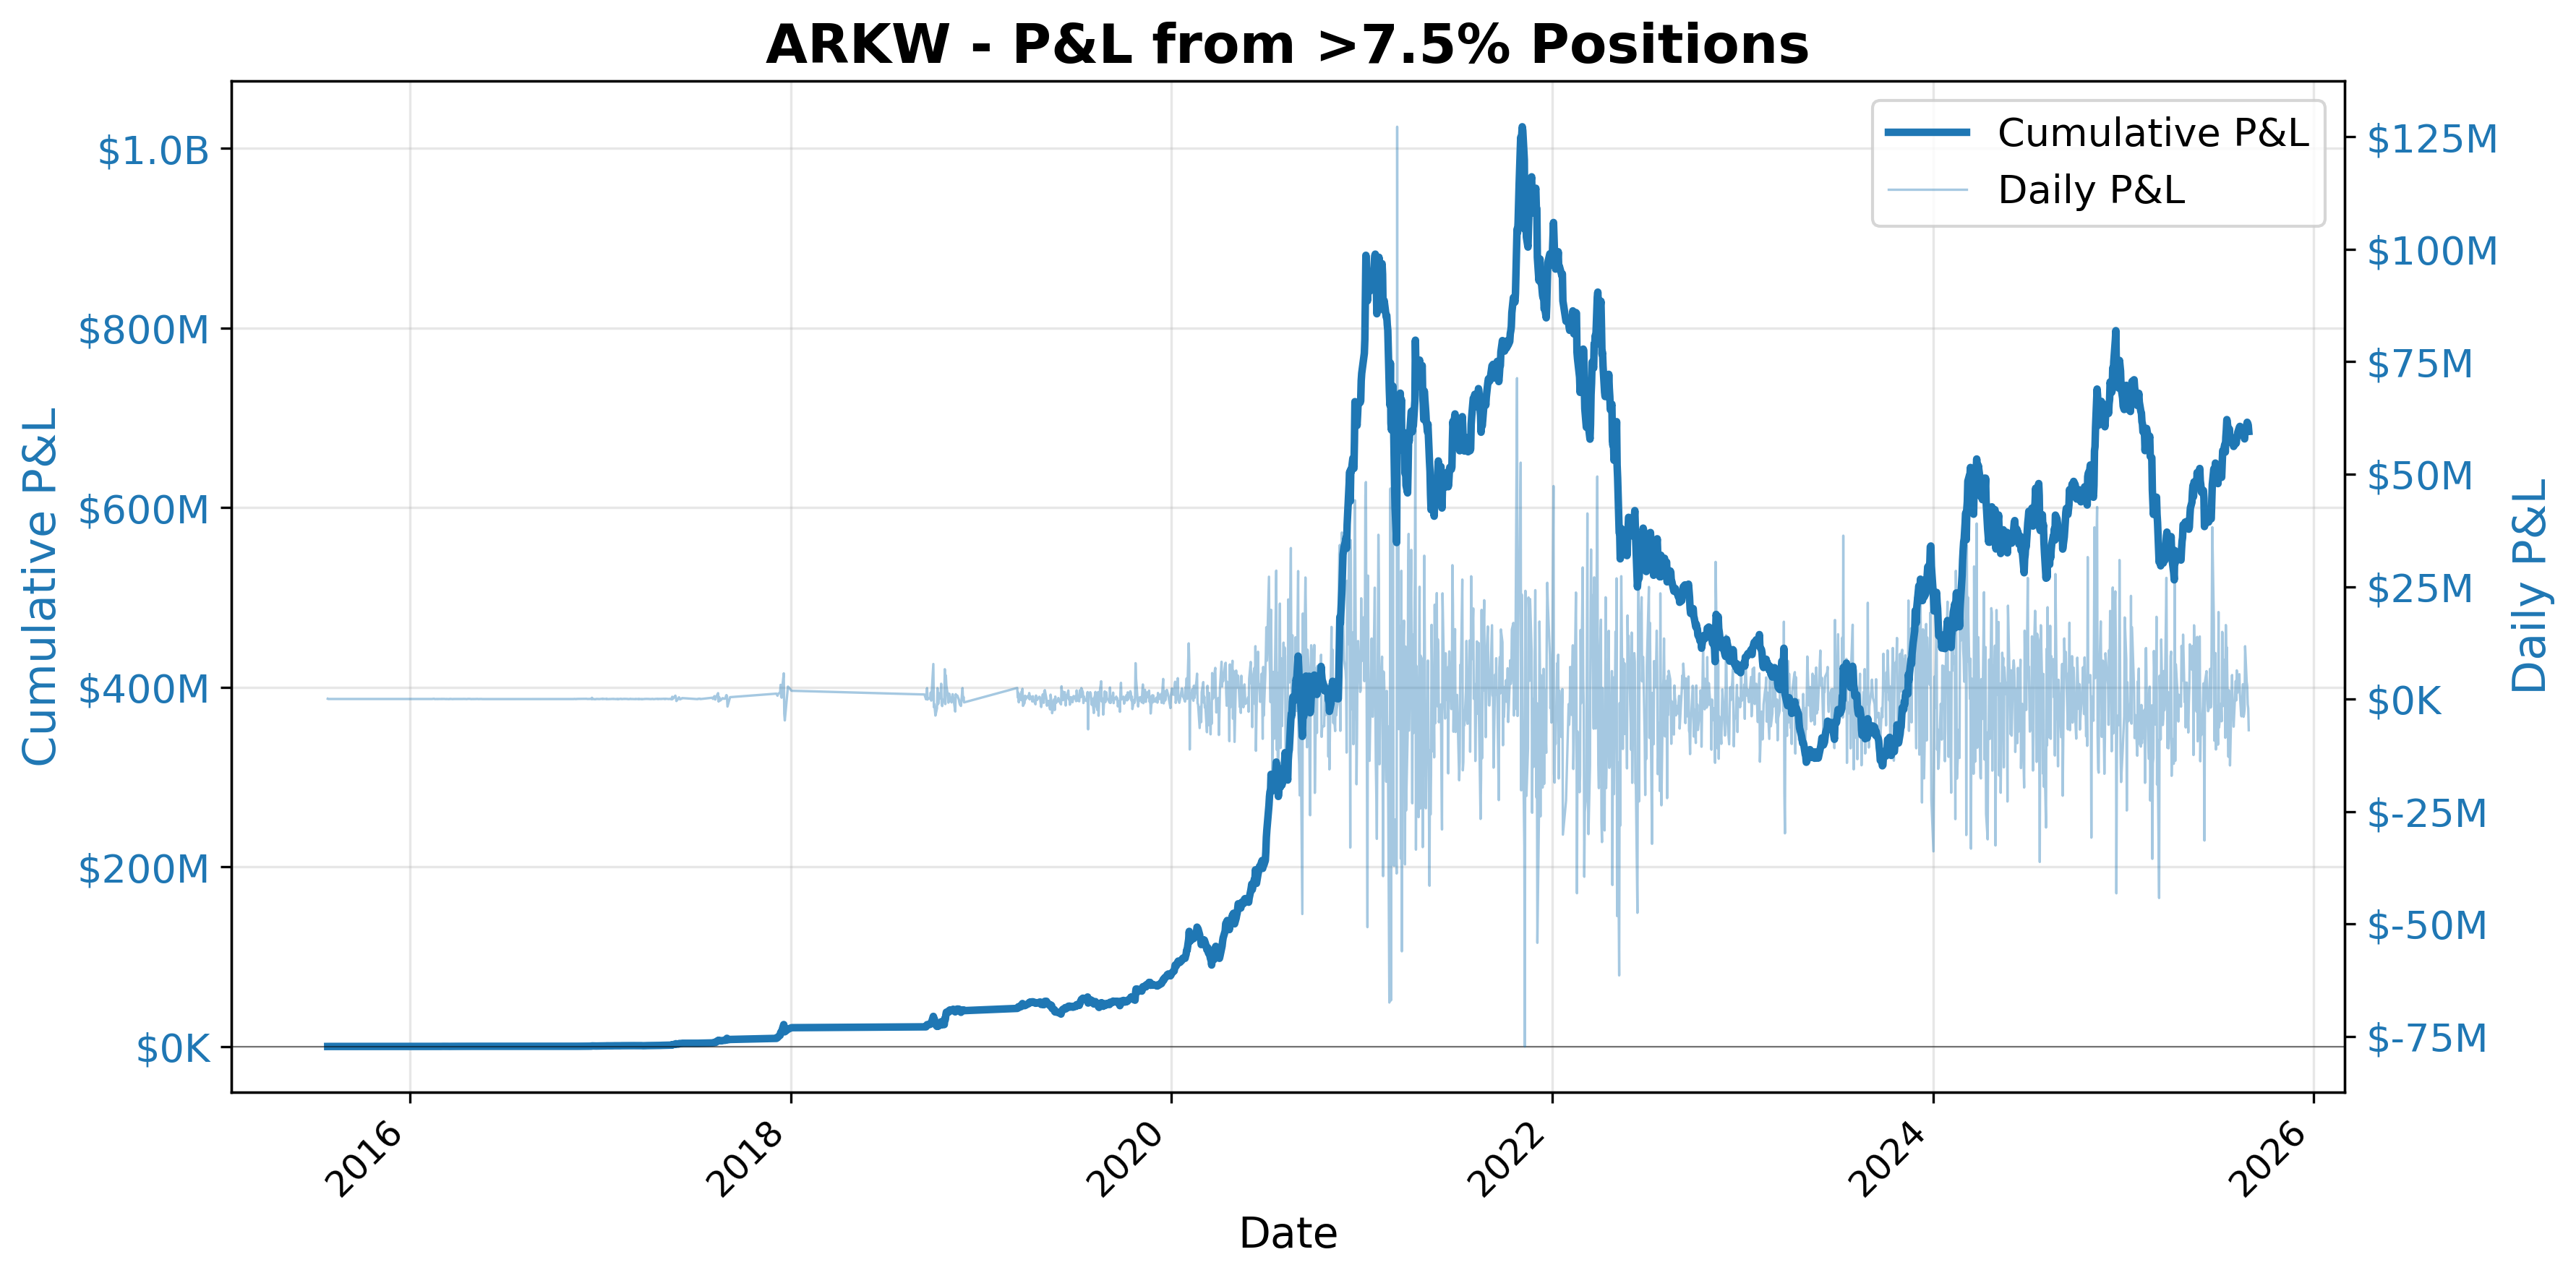 ARKW - P&L from >7.5% Positions
Cumulative P&L
Daily P&L
$1.0B
$800M
$600M
$400M
$200M
$0K
Cumulative P&L
$125M
$100M
$75M
$50M
$25M
$0K
$-25M
$-50M
$-75M
Daily P&L
2016
2018
2020
2022
2024
2026
Date